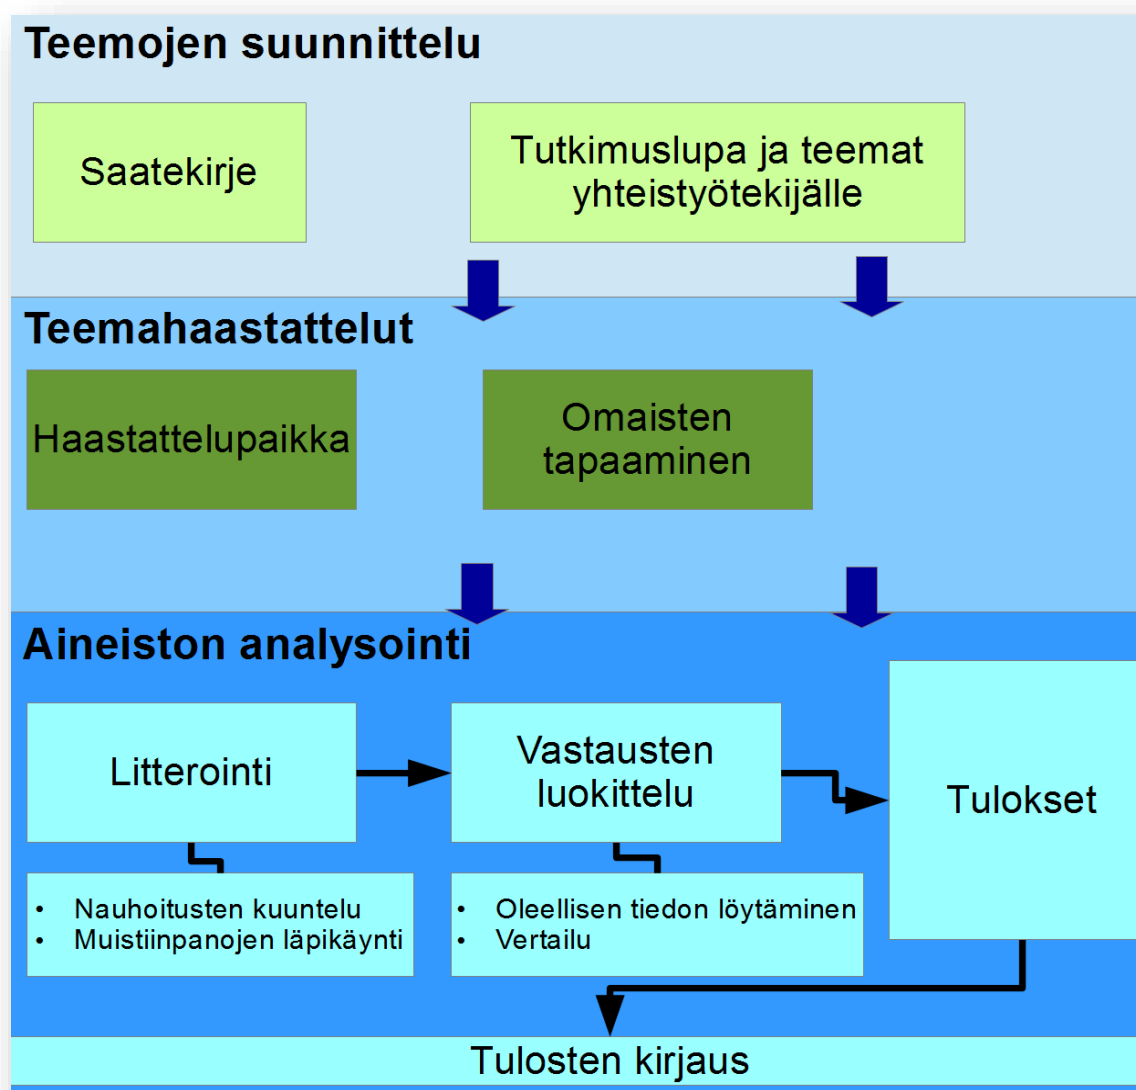 Teemojen suunnittelu
Saatekirje
Tutkimuslupa ja teemat
yhteistyötekijälle
Teemahaastattelut
Haastattelupaikka
Omaisten
tapaaminen
Aineiston analysointi
Litterointi
Vastausten
luokittelu
Tulokset
• Nauhoitusten kuuntelu
• Muistiinpanojen läpikäynti
• Oleellisen tiedon löytäminen
• Vertailu
Tulosten kirjaus